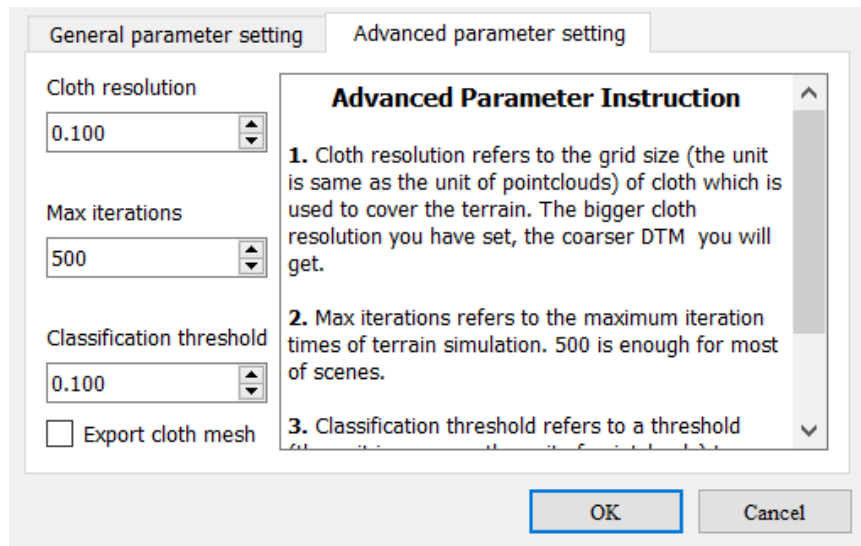 General parameter setting
Advanced parameter setting
Cloth resolution
0.100
Max iterations
500
Classification threshold
0.100
Export cloth mesh
Advanced Parameter Instruction
1. Cloth resolution refers to the grid size (the unit
is same as the unit of pointclouds) of cloth which is
used to cover the terrain. The bigger cloth
resolution you have set, the coarser DTM you will
get.
2. Max iterations refers to the maximum iteration
times of terrain simulation. 500 is enough for most
of scenes.
3. Classification threshold refers to a threshold
OK
Cancel